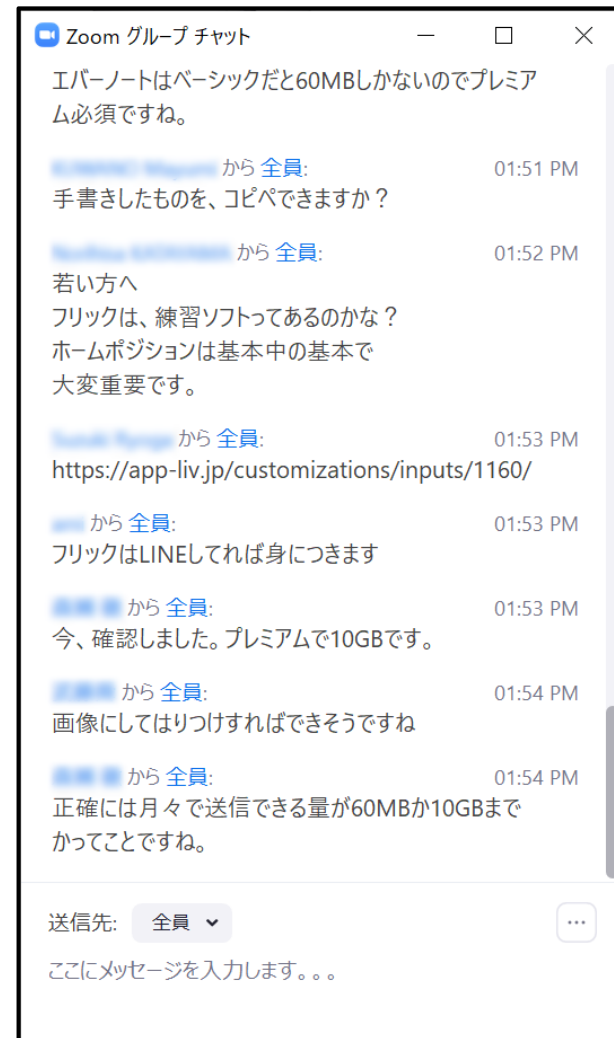 Zoom グループ チャット
エバーノートはベーシックだと60MBしかないのでプレミア
ム必須ですね。
から 全員: 01:51 PM
手書きしたものを、コピペできますか？
から 全員: 01:52 PM
若い方へ
フリックは、練習ソフトってあるのかな？
ホームポジションは基本中の基本で
大変重要です。
から 全員: 01:53 PM
https://app-liv.jp/customizations/inputs/1160/
から 全員: 01:53 PM
フリックはLINEしてれば身につきます
から 全員: 01:53 PM
今、確認しました。プレミアムで10GBです。
から 全員: 01:54 PM
画像にしてはりつけすればできそうですね
から 全員: 01:54 PM
正確には月々で送信できる量が60MBか10GBまで
かってことですね。
送信先: 全員
ここにメッセージを入力します。。。